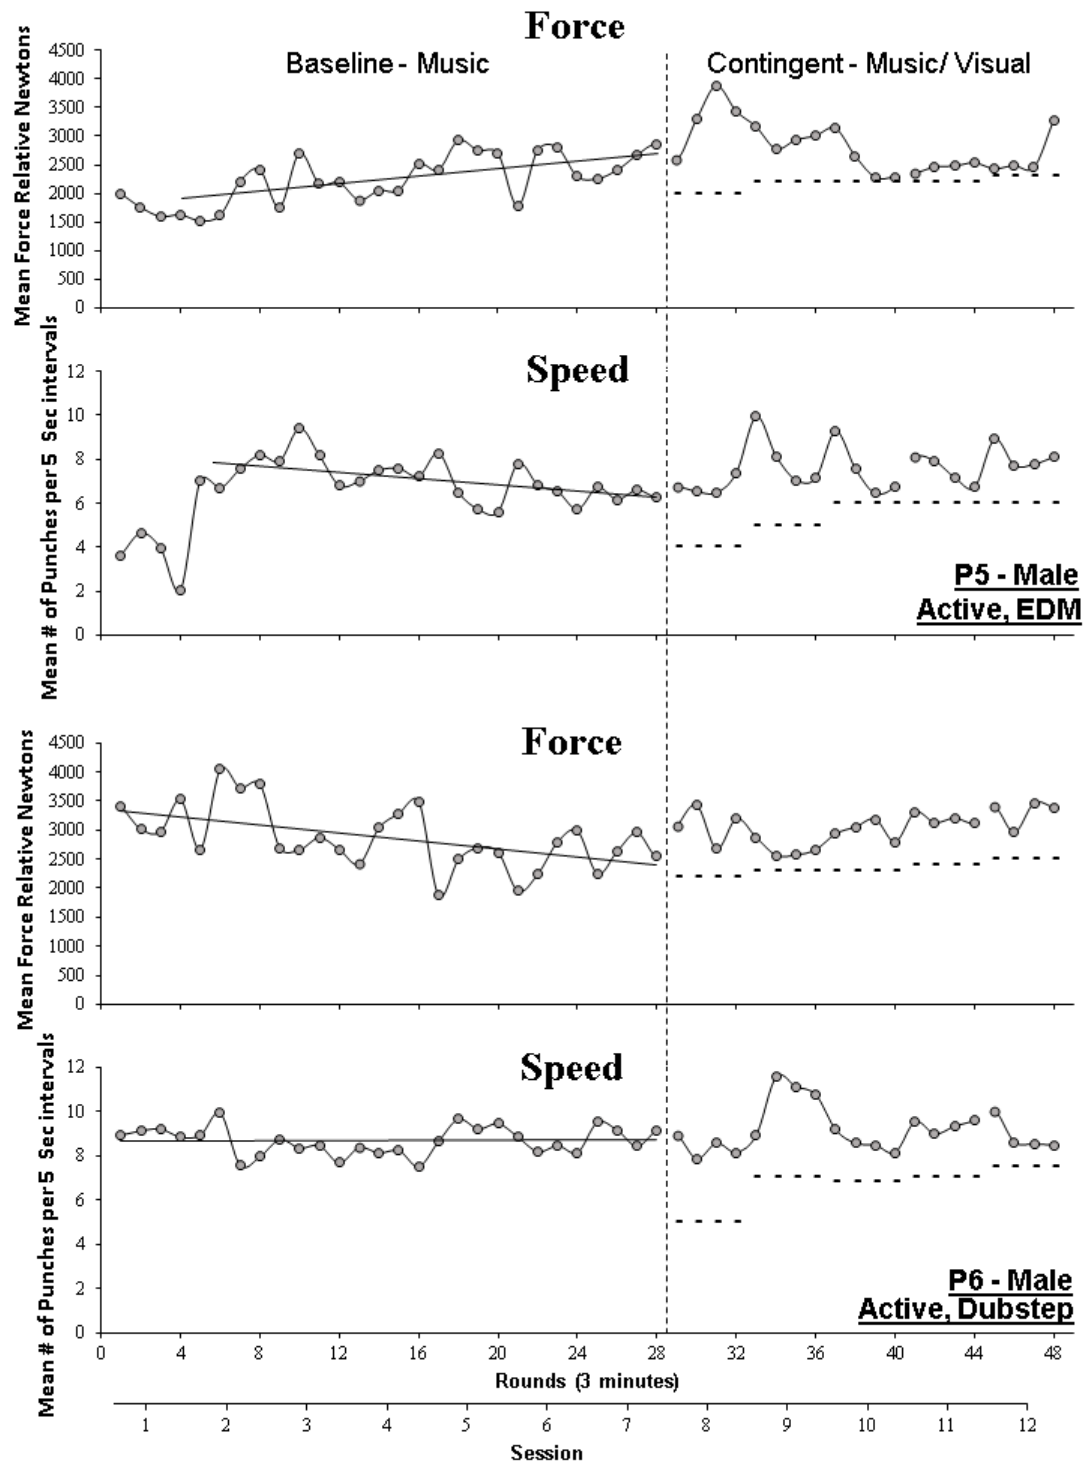 Force
Baseline - Music
Contingent - Music/ Visual
Mean Force Relative Newtons
4500
4000
3500
3000
2500
2000
1500
1000
500
0
Speed
Mean # of Punches per 5 Sec intervals
12
10
8
6
4
2
0
P5 - Male
Active, EDM
Force
Mean Force Relative Newtons
4500
4000
3500
3000
2500
2000
1500
1000
500
0
Speed
Mean # of Punches per 5 Sec intervals
12
10
8
6
4
2
0
P6 - Male
Active, Dubstep
0 4 8 12 16 20 24 28 32 36 40 44 48
Rounds (3 minutes)
1 2 3 4 5 6 7 8 9 10 11 12
Session